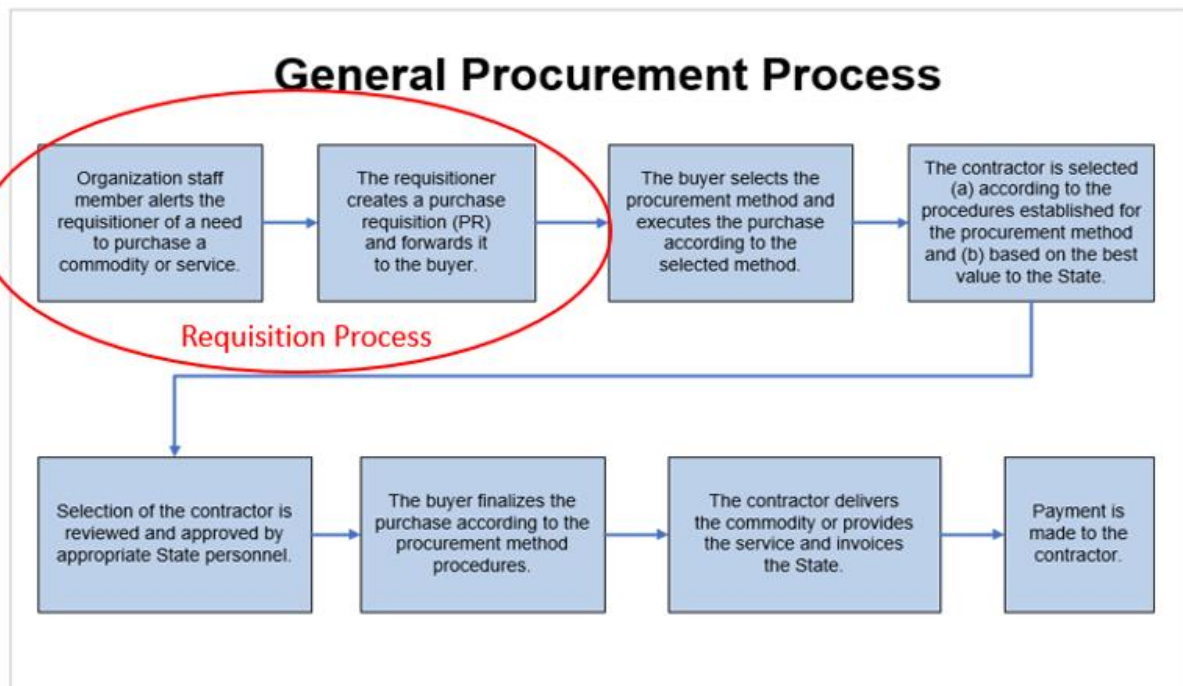 General Procurement Process
Organization staff
member alerts the
requisitioner of a need
to purchase a
commodity or service.
The requisitioner
creates a purchase
requisition (PR)
and forwards it
to the buyer.
The buyer selects the
procurement method and
executes the purchase
according to the
selected method.
The contractor is selected
(a) according to the
procedures established for
the procurement method
and (b) based on the best
value to the State.
Requisition Process
Selection of the contractor is
reviewed and approved by
appropriate State personnel.
The buyer finalizes the
purchase according to the
procurement method
procedures.
The contractor delivers
the commodity or provides
the service and invoices
the State.
Payment is
made to the
contractor.